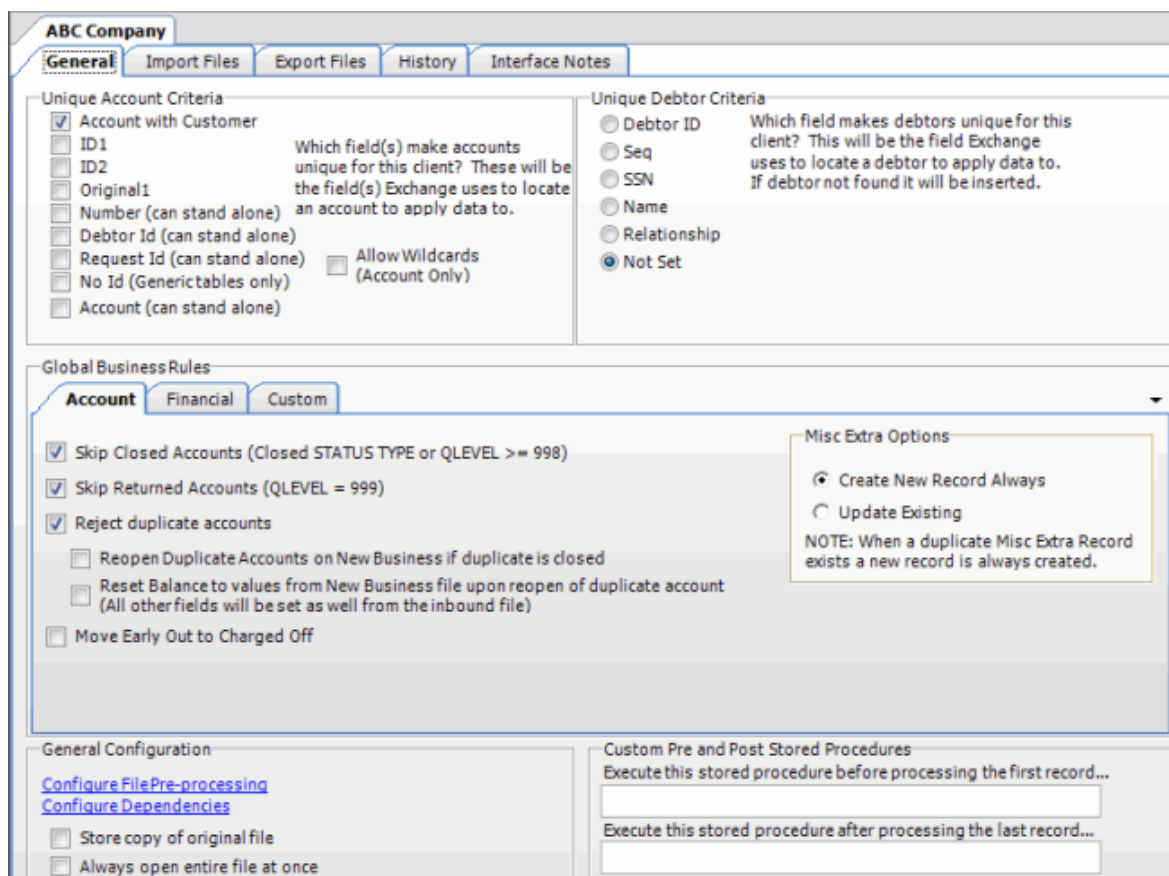 ABC Company
General
Import Files
Export Files
History
Interface Notes
Unique Account Criteria
Account with Customer
ID1
ID2
Original1
Number (can stand alone)
Debtor Id (can stand alone)
Request Id (can stand alone)
No Id (Generic tables only)
Account (can stand alone)
Which field(s) make accounts
unique for this client? These will be
the field(s) Exchange uses to locate
an account to apply data to.
Allow Wildcards
(Account Only)
Unique Debtor Criteria
Debtor ID
Seq
SSN
Name
Relationship
Not Set
Which field makes debtors unique for this
client? This will be the field Exchange
uses to locate a debtor to apply data to.
If debtor not found it will be inserted.
Global Business Rules
Account
Financial
Custom
Skip Closed Accounts (Closed STATUS TYPE or QLEVEL >= 998)
Skip Returned Accounts (QLEVEL = 999)
Reject duplicate accounts
Reopen Duplicate Accounts on New Business if duplicate is closed
Reset Balance to values from New Business file upon reopen of duplicate account
(All other fields will be set as well from the inbound file)
Move Early Out to Charged Off
Misc Extra Options
Create New Record Always
Update Existing
NOTE: When a duplicate Misc Extra Record
exists a new record is always created.
General Configuration
Configure File Pre-processing
Configure Dependencies
Store copy of original file
Always open entire file at once
Custom Pre and Post Stored Procedures
Execute this stored procedure before processing the first record...
Execute this stored procedure after processing the last record...